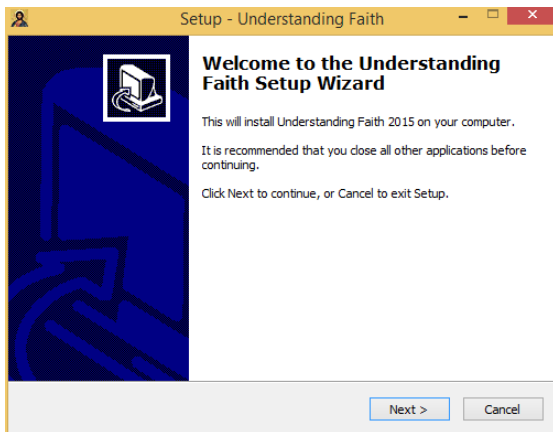 Setup - Understanding Faith
Welcome to the Understanding
Faith Setup Wizard
This will install Understanding Faith 2015 on your computer.
It is recommended that you close all other applications before
continuing.
Click Next to continue, or Cancel to exit Setup.
Next >
Cancel